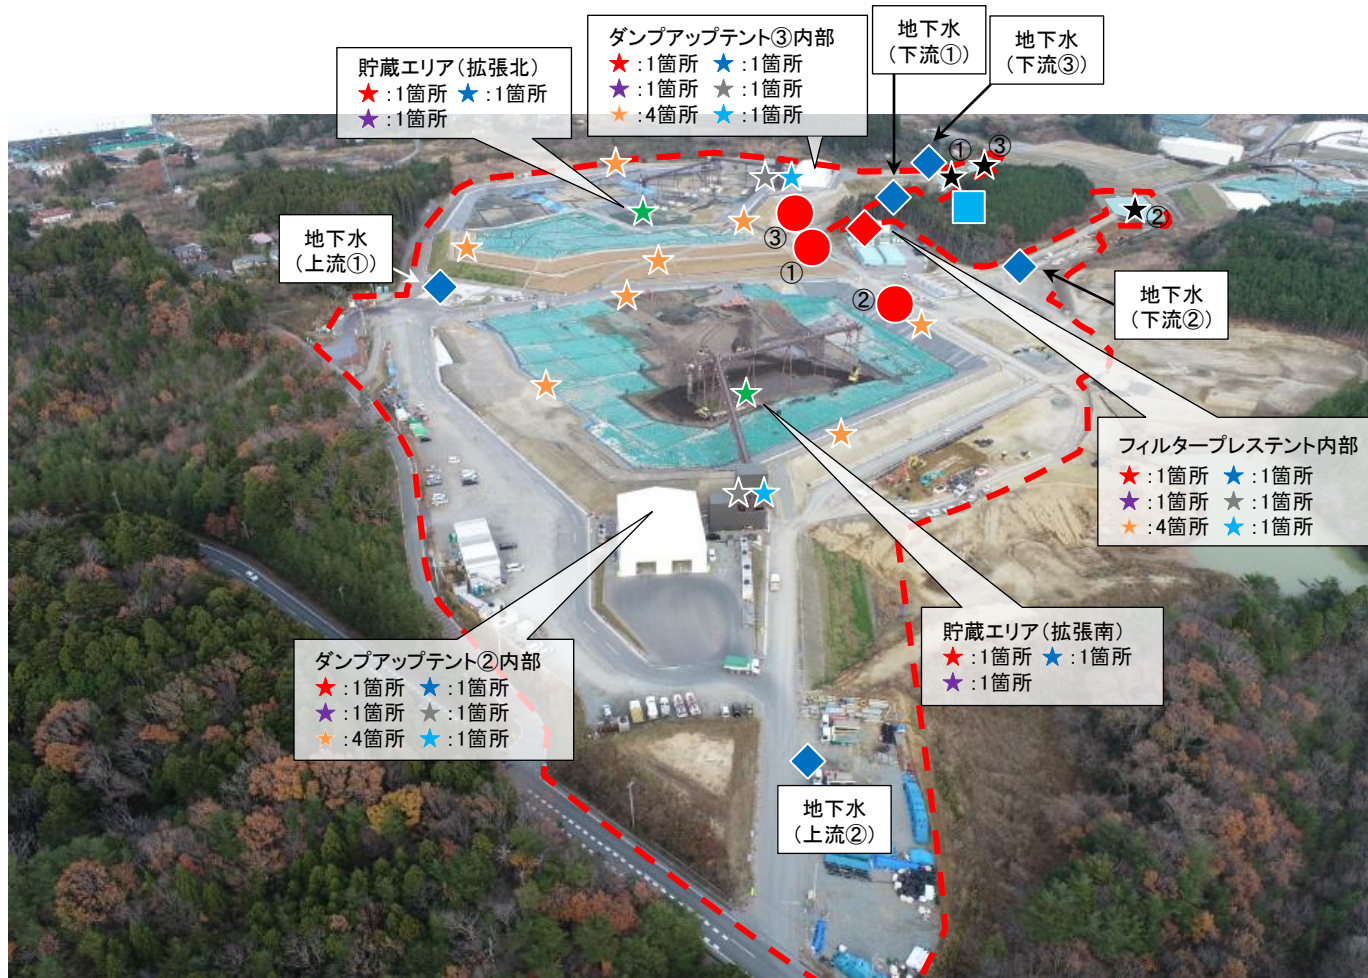 地下水
(下流①)
地下水
(下流③)
ダンプアップテント③内部
★:1箇所 ★:1箇所
★:1箇所 ★:1箇所
★:4箇所 ★:1箇所
貯蔵エリア(拡張北)
★:1箇所 ★:1箇所
★:1箇所
① ③
②
地下水
(上流①)
③
①
②
地下水
(下流②)
フィルタープレステント内部
★:1箇所 ★:1箇所
★:1箇所 ★:1箇所
★:4箇所 ★:1箇所
貯蔵エリア(拡張南)
★:1箇所 ★:1箇所
★:1箇所
ダンプアップテント②内部
★:1箇所 ★:1箇所
★:1箇所 ★:1箇所
★:4箇所 ★:1箇所
地下水
(上流②)